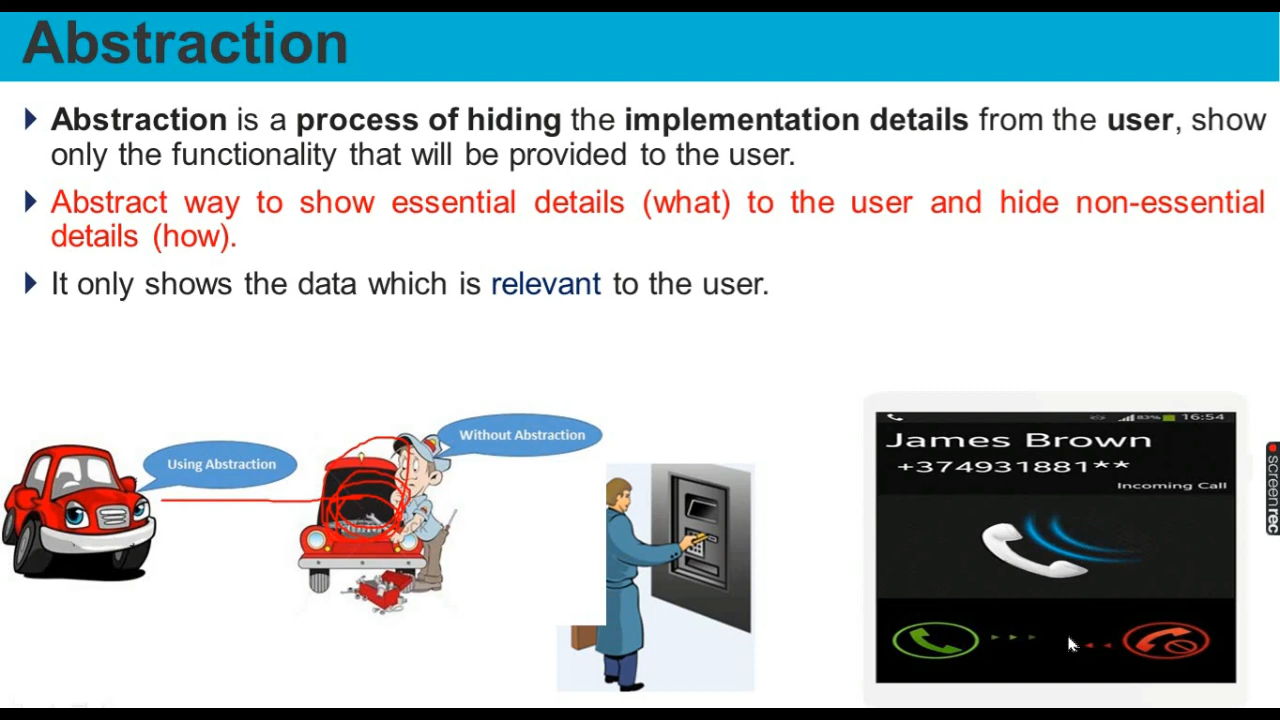 Abstraction
Abstraction is a process of hiding the implementation details from the user, show
only the functionality that will be provided to the user.
Abstract way to show essential details (what) to the user and hide non-essential
details (how).
It only shows the data which is relevant to the user.
Using Abstraction
Without Abstraction
83% 16:54
James Brown
+374931881**
Incoming Call
screenrec